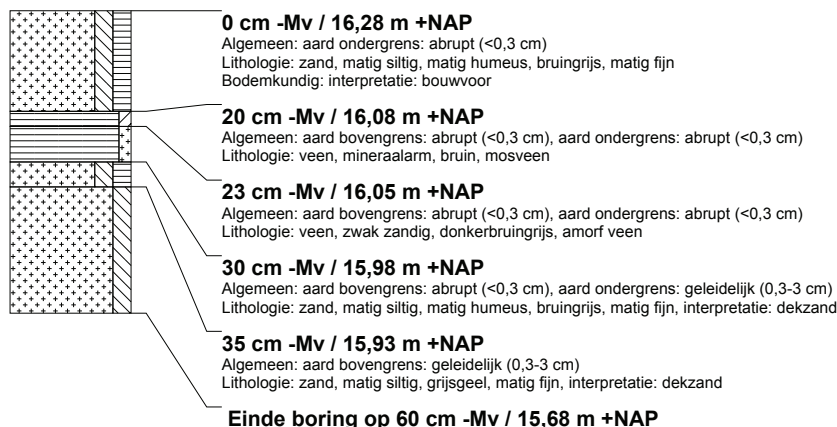 0 cm -Mv / 16,28 m +NAP
Algemeen: aard ondergrens: abrupt (<0,3 cm)
Lithologie: zand, matig siltig, matig humeus, bruingrijs, matig fijn
Bodemkundig: interpretatie: bouwvoor
20 cm -Mv / 16,08 m +NAP
Algemeen: aard bovengrens: abrupt (<0,3 cm), aard ondergrens: abrupt (<0,3 cm)
Lithologie: veen, mineraalarm, bruin, mosveen
23 cm -Mv / 16,05 m +NAP
Algemeen: aard bovengrens: abrupt (<0,3 cm), aard ondergrens: abrupt (<0,3 cm)
Lithologie: veen, zwak zandig, donkerbruingrijs, amorf veen
30 cm -Mv / 15,98 m +NAP
Algemeen: aard bovengrens: abrupt (<0,3 cm), aard ondergrens: geleidelijk (0,3-3 cm)
Lithologie: zand, matig siltig, matig humeus, bruingrijs, matig fijn, interpretatie: dekzand
35 cm -Mv / 15,93 m +NAP
Algemeen: aard bovengrens: geleidelijk (0,3-3 cm)
Lithologie: zand, matig siltig, grijsgeel, matig fijn, interpretatie: dekzand
Einde boring op 60 cm -Mv / 15,68 m +NAP